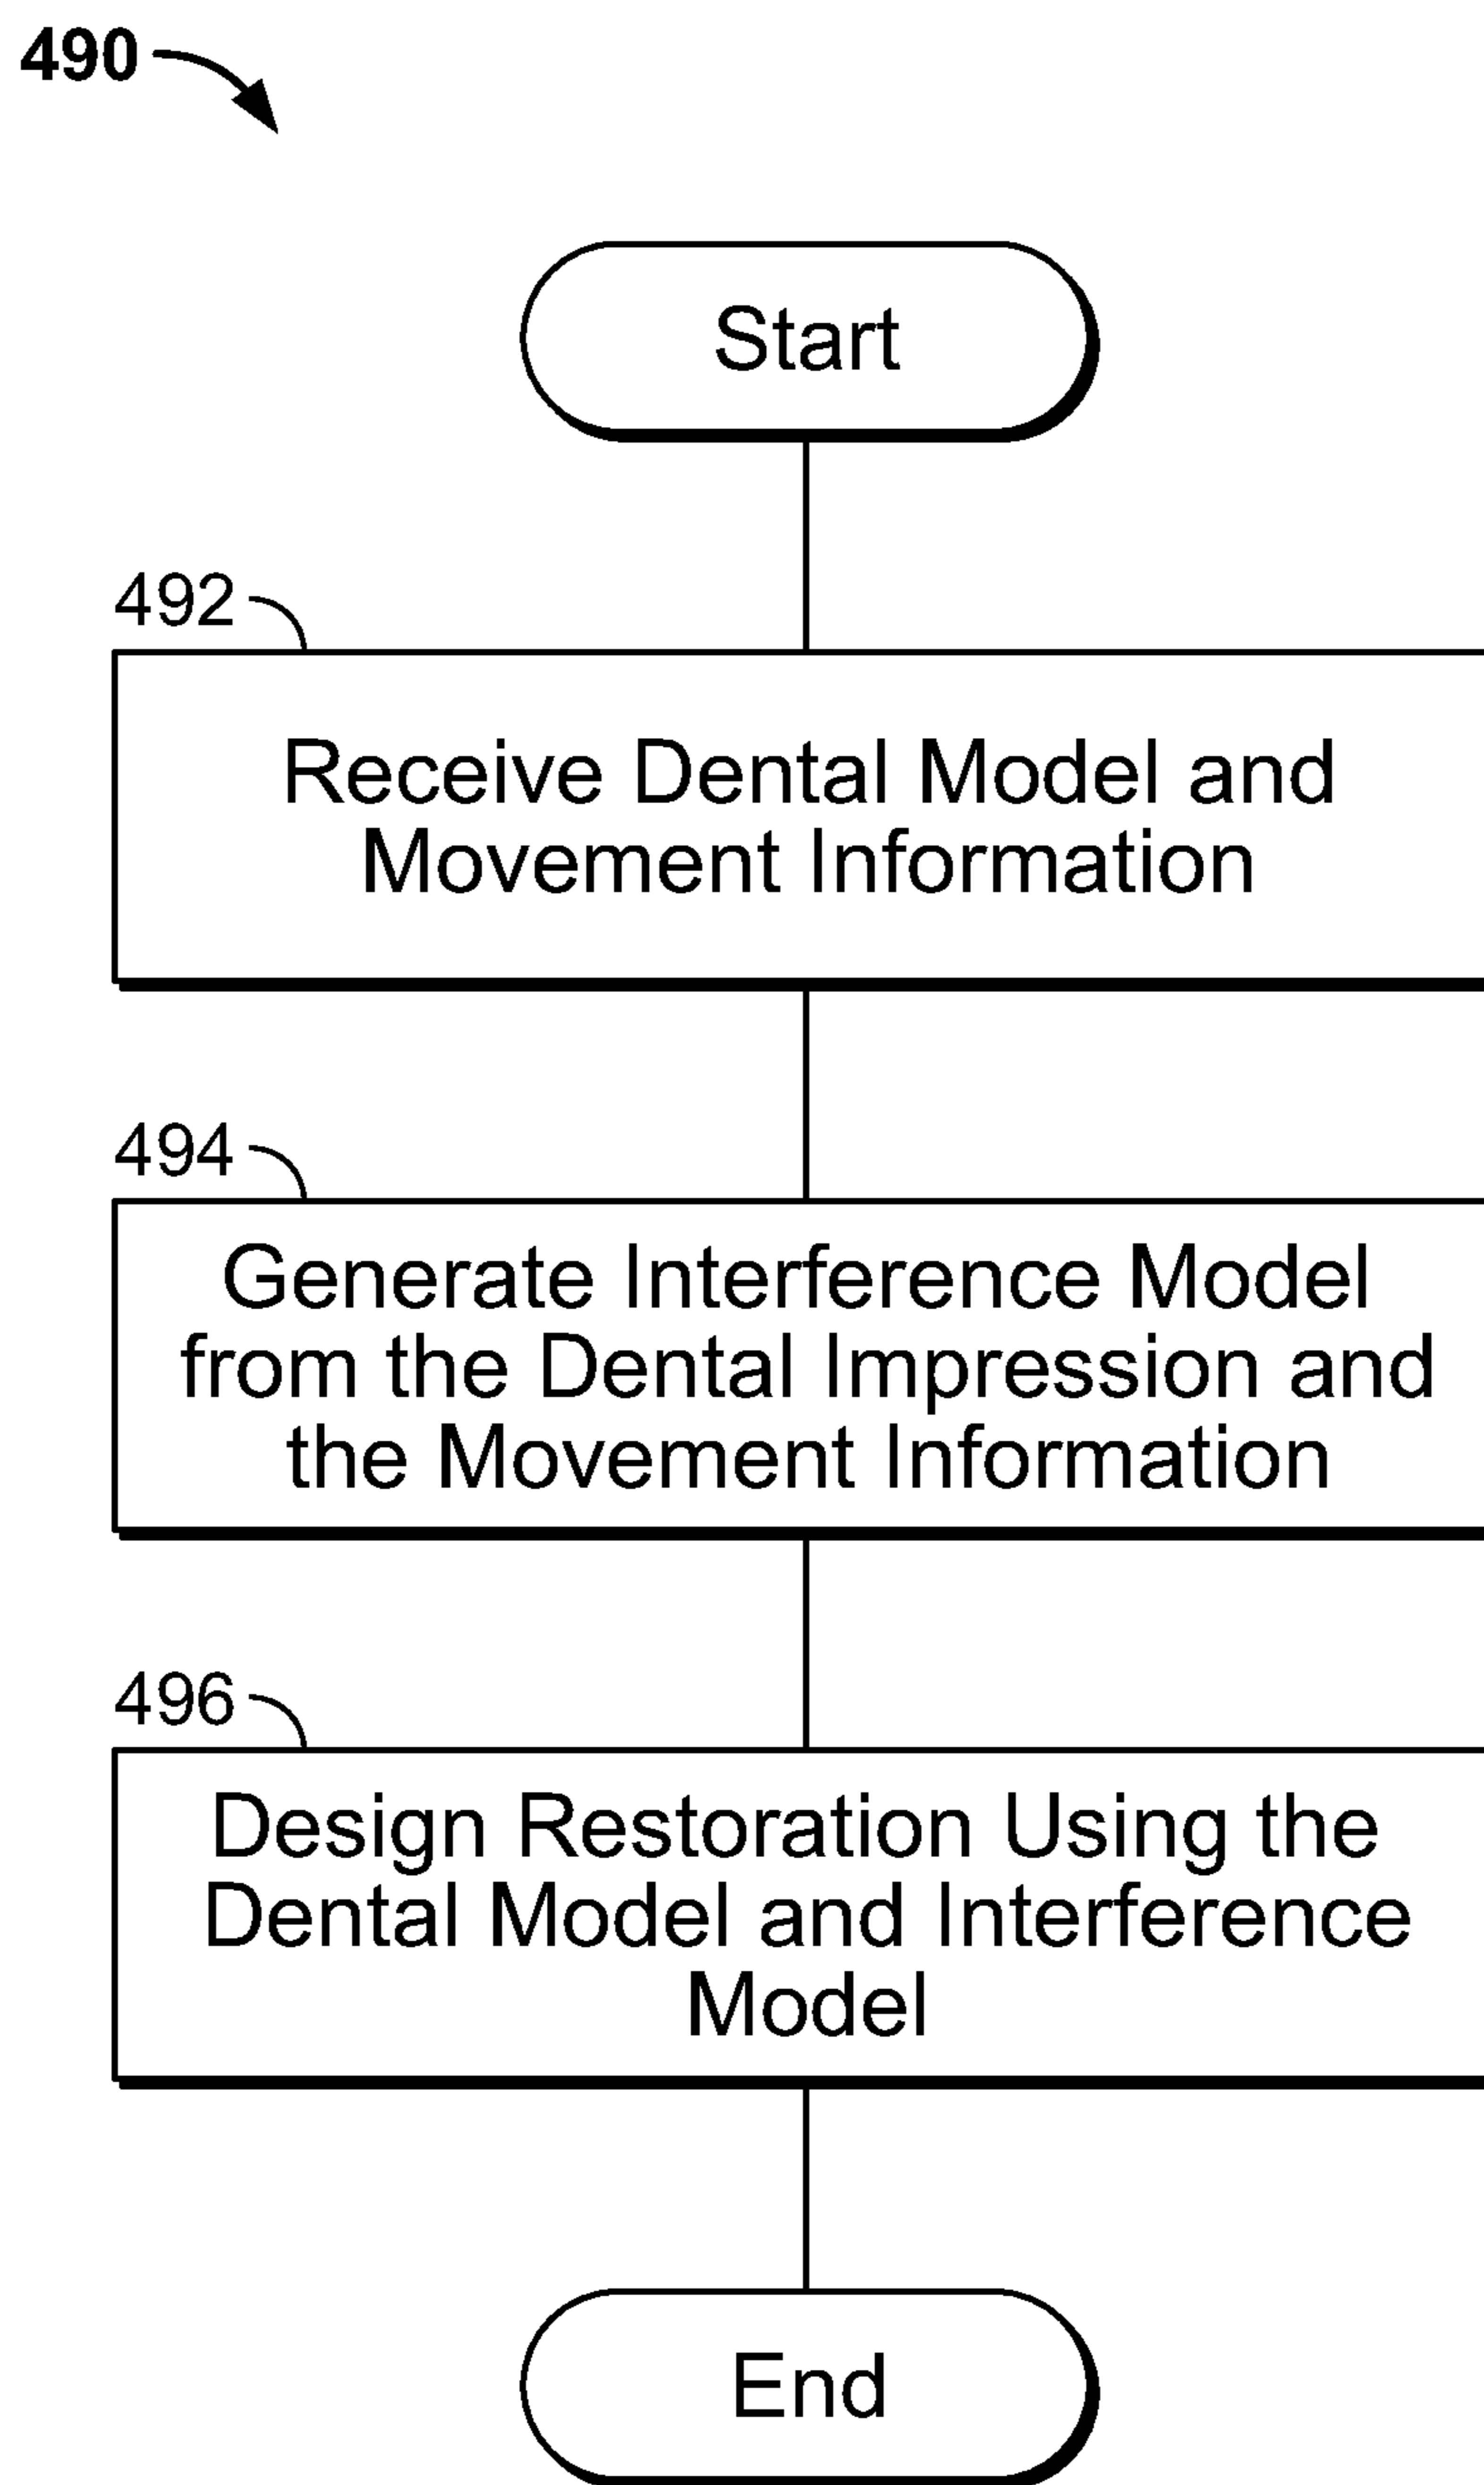 490
Start
492
Receive Dental Model and
Movement Information
494
Generate Interference Model
from the Dental Impression and
the Movement Information
496
Design Restoration Using the
Dental Model and Interference
Model
End